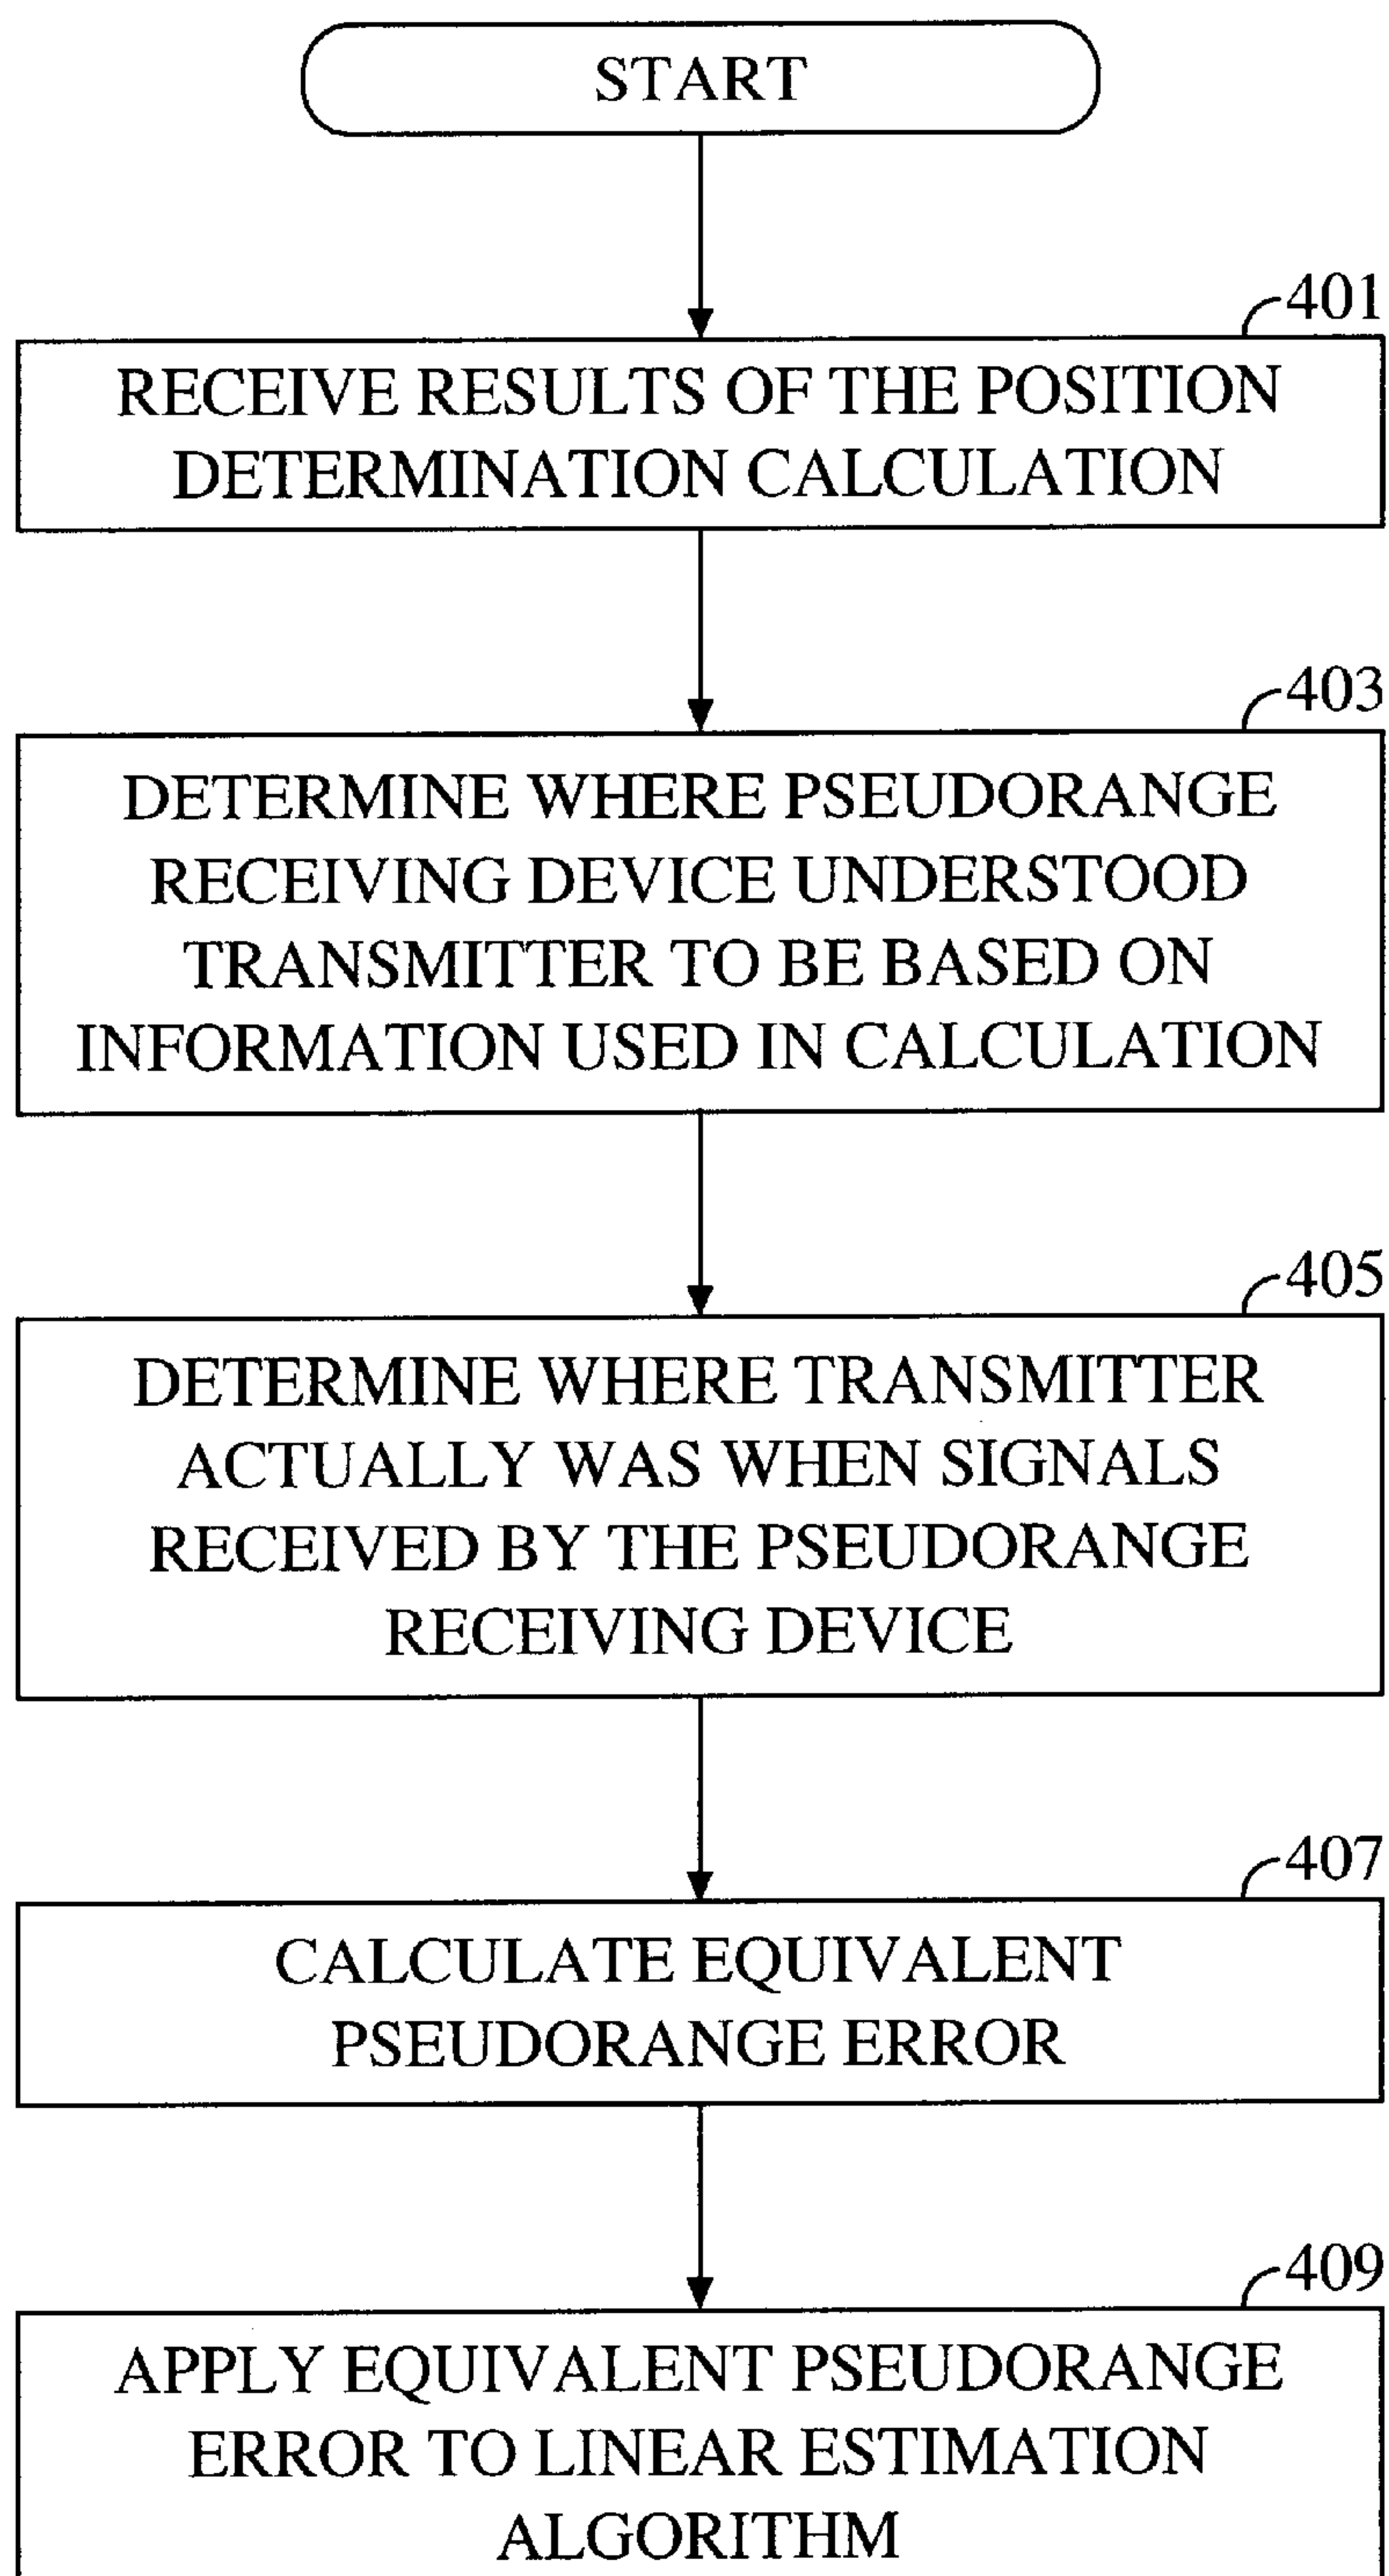 START
401
RECEIVE RESULTS OF THE POSITION
DETERMINATION CALCULATION
403
DETERMINE WHERE PSEUDORANGE
RECEIVING DEVICE UNDERSTOOD
TRANSMITTER TO BE BASED ON
INFORMATION USED IN CALCULATION
405
DETERMINE WHERE TRANSMITTER
ACTUALLY WAS WHEN SIGNALS
RECEIVED BY THE PSEUDORANGE
RECEIVING DEVICE
407
CALCULATE EQUIVALENT
PSEUDORANGE ERROR
409
APPLY EQUIVALENT PSEUDORANGE
ERROR TO LINEAR ESTIMATION
ALGORITHM